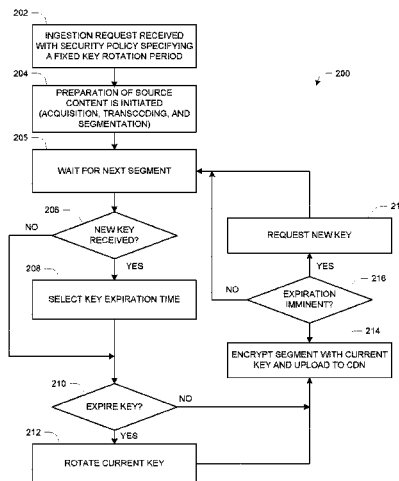 202
INGESTION REQUEST RECEIVED
WITH SECURITY POLICY SPECIFYING
A FIXED KEY ROTATION PERIOD
204
PREPARATION OF SOURCE
CONTENT IS INITIATED
(ACQUISITION, TRANSCODING, AND
SEGMENTATION)
200
205
WAIT FOR NEXT SEGMENT
206
NO
NEW KEY
RECEIVED?
YES
208
SELECT KEY EXPIRATION TIME
21
REQUEST NEW KEY
YES
216
NO
EXPIRATION
IMMINENT?
214
ENCRYPT SEGMENT WITH CURRENT
KEY AND UPLOAD TO CDN
210
EXPIRE KEY?
NO
YES
212
ROTATE CURRENT KEY